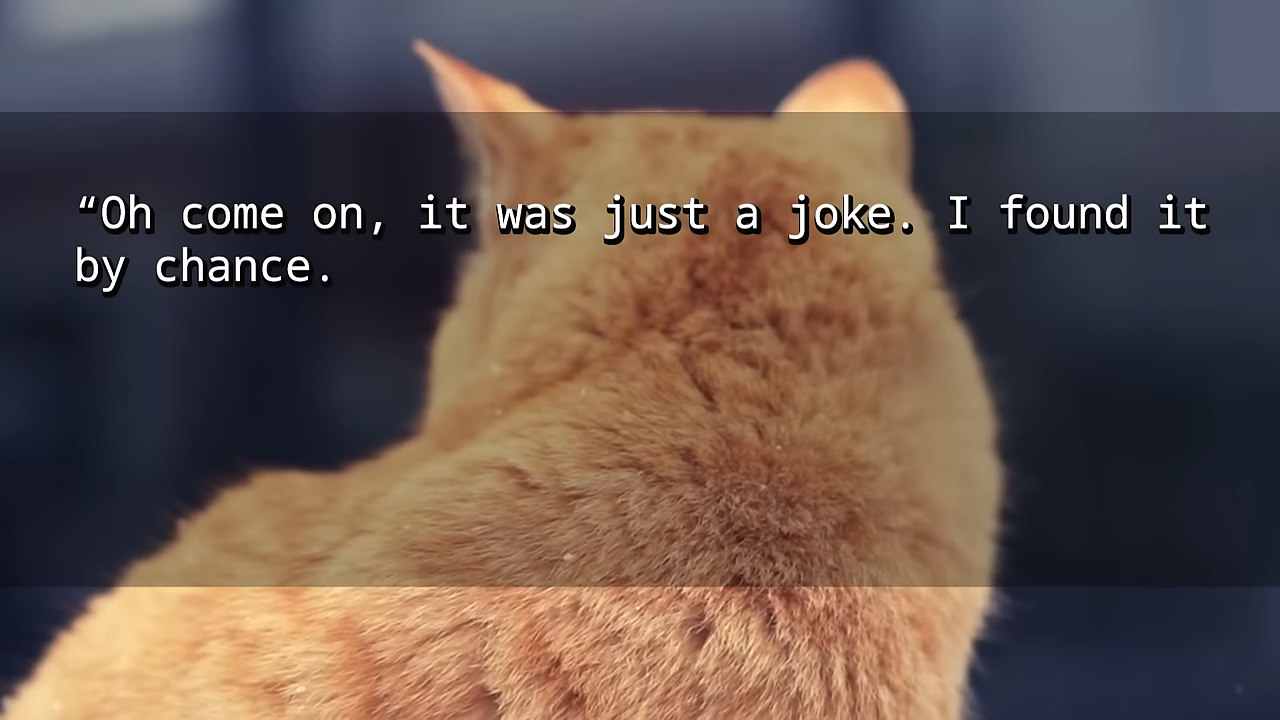 “Oh come on, it was just a joke. I found it
by chance.